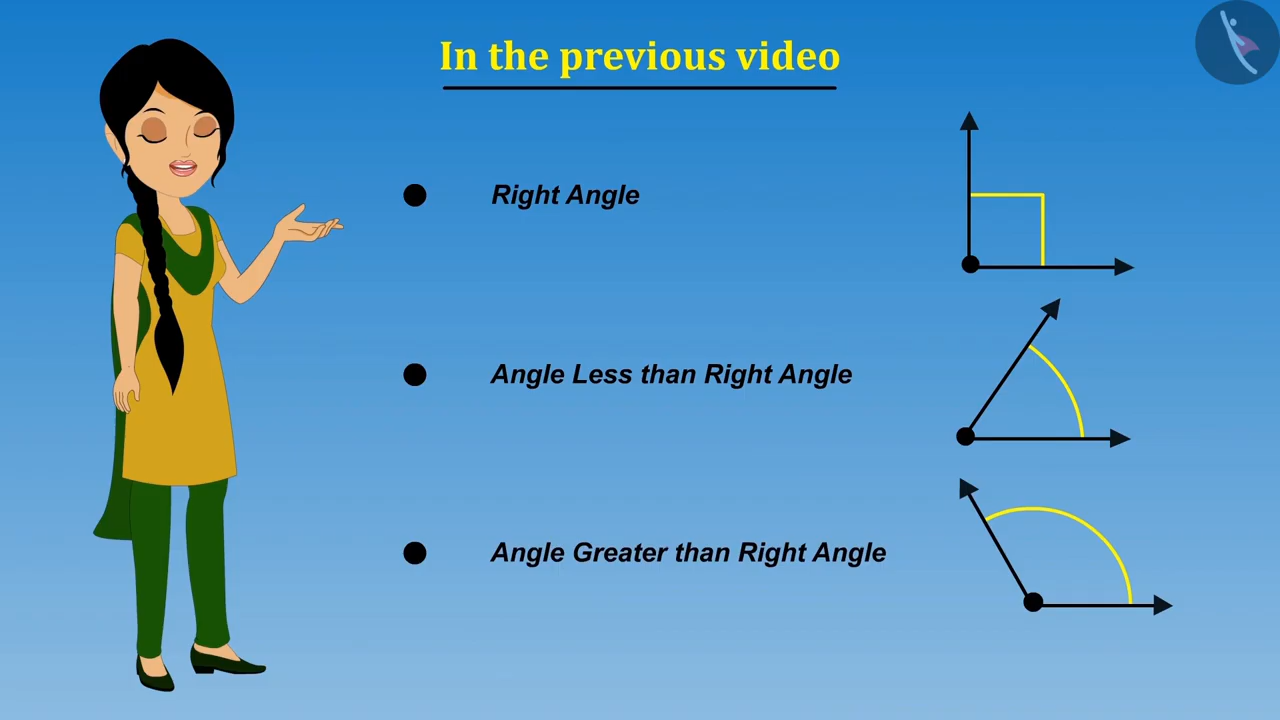 In the previous video
Right Angle
Angle Less than Right Angle
Angle Greater than Right Angle